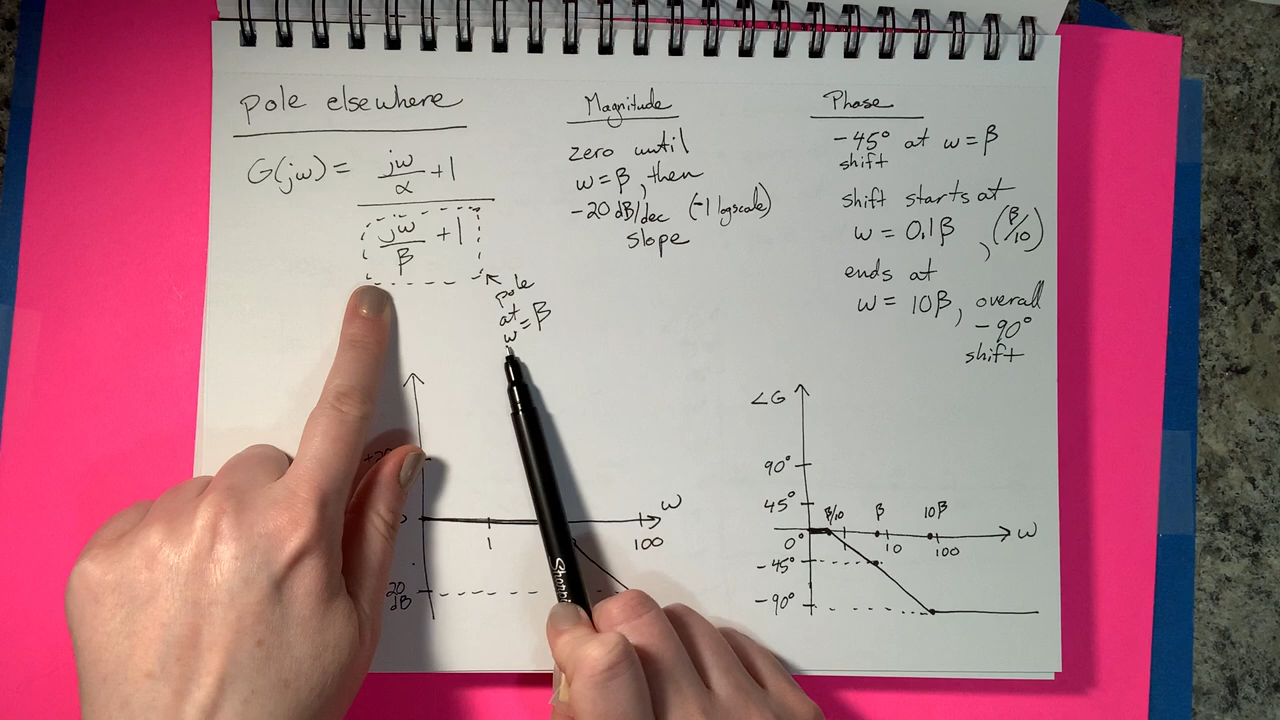 pole elsewhere
G(jω) = jω/α + 1
jω/β + 1
pole
at
ω = β
Magnitude
zero until
ω = β, then
-20 dB/dec (-1 logscale)
slope
Phase
-45° at ω = β
shift
shift starts at
ω = 0.1β, (β/10)
ends at
ω = 10β, overall
-90°
shift
ω
1
100
20
dB
∠G
90°
45°
0°
-45°
-90°
β/10
β
10β
1
10
100
ω